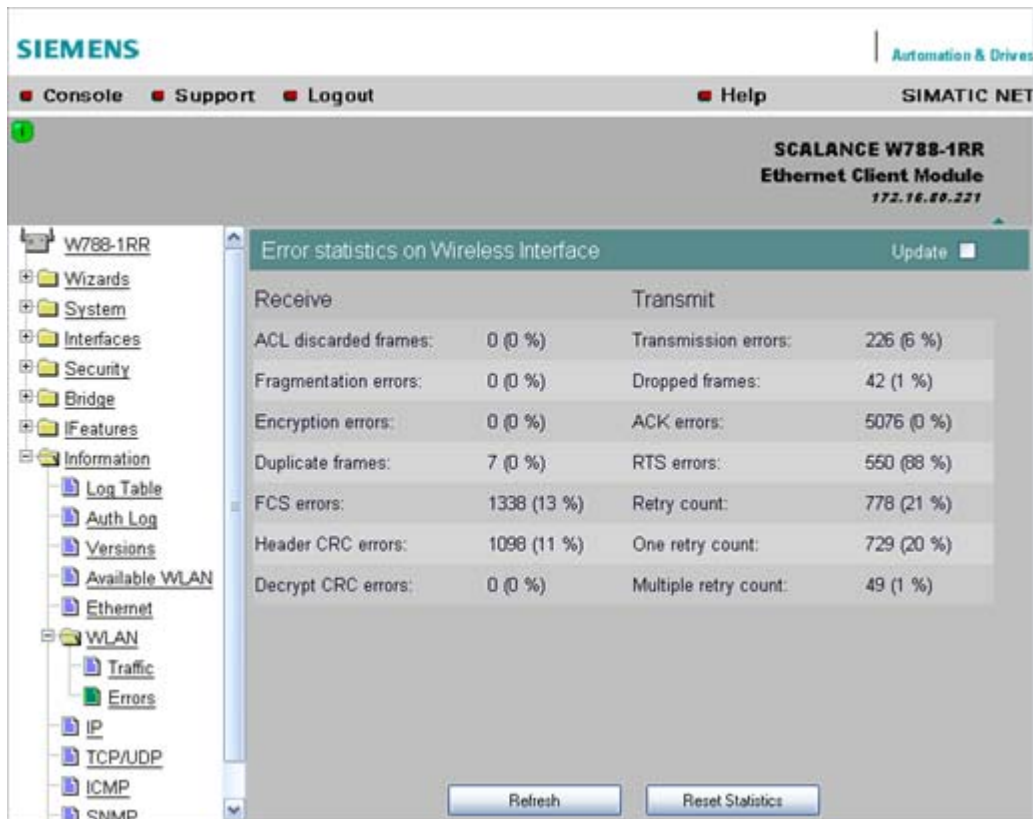 SIEMENS
Automation & Drives
Console Support Logout Help SIMATIC NET
SCALANCE W788-1RR
Ethernet Client Module
172.16.80.221
W788-1RR
Wizards
System
Interfaces
Security
Bridge
IFeatures
Information
Log Table
Auth Log
Versions
Available WLAN
Ethernet
WLAN
Traffic
Errors
IP
TCP/UDP
ICMP
SNMP
Error statistics on Wireless Interface Update
Receive Transmit
ACL discarded frames: 0 (0 %) Transmission errors: 226 (6 %)
Fragmentation errors: 0 (0 %) Dropped frames: 42 (1 %)
Encryption errors: 0 (0 %) ACK errors: 5076 (0 %)
Duplicate frames: 7 (0 %) RTS errors: 550 (88 %)
FCS errors: 1338 (13 %) Retry count: 778 (21 %)
Header CRC errors: 1098 (11 %) One retry count: 729 (20 %)
Decrypt CRC errors: 0 (0 %) Multiple retry count: 49 (1 %)
Refresh Reset Statistics